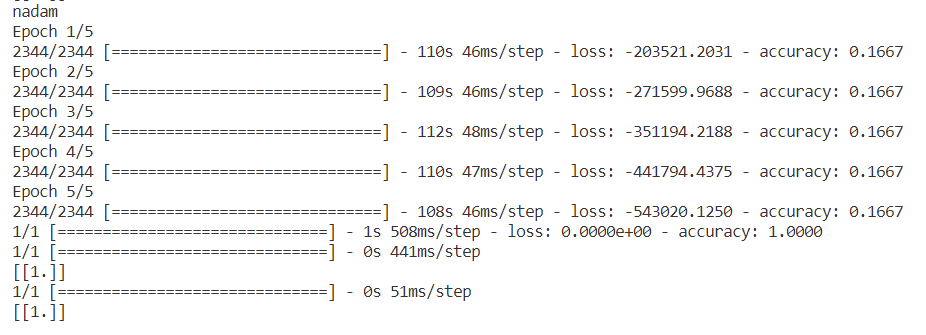 nadam
Epoch 1/5
2344/2344 [==============================] - 110s 46ms/step - loss: -203521.2031 - accuracy: 0.1667
Epoch 2/5
2344/2344 [==============================] - 109s 46ms/step - loss: -271599.9688 - accuracy: 0.1667
Epoch 3/5
2344/2344 [==============================] - 112s 48ms/step - loss: -351194.2188 - accuracy: 0.1667
Epoch 4/5
2344/2344 [==============================] - 110s 47ms/step - loss: -441794.4375 - accuracy: 0.1667
Epoch 5/5
2344/2344 [==============================] - 108s 46ms/step - loss: -543020.1250 - accuracy: 0.1667
1/1 [==============================] - 1s 508ms/step - loss: 0.0000e+00 - accuracy: 1.0000
1/1 [==============================] - 0s 441ms/step
[[1.]]
1/1 [==============================] - 0s 51ms/step
[[1.]]